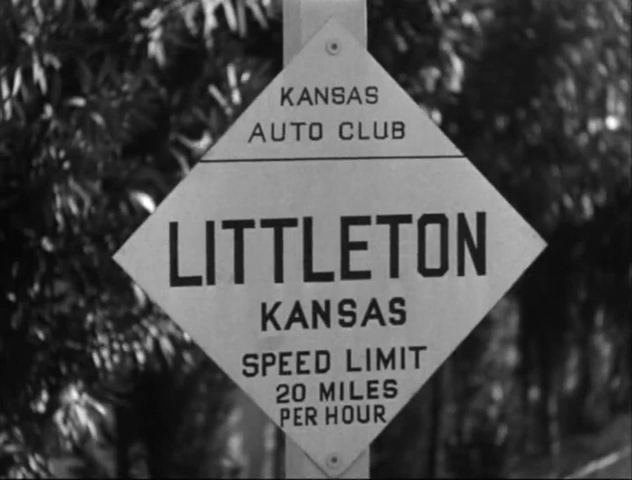 KANSAS
AUTO CLUB
LITTLETON
KANSAS
SPEED LIMIT
20 MILES
PER HOUR